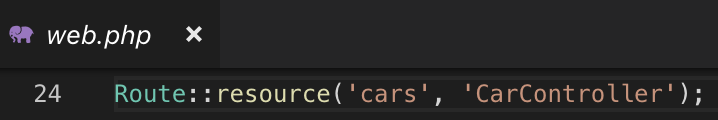 web.php ×
24 Route::resource('cars', 'CarController');